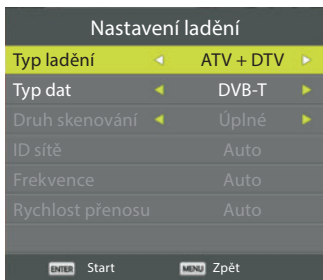 Nastavení ladění
Typ ladění ATV + DTV
Typ dat DVB-T
Druh skenování Úplné
ID sítě Auto
Frekvence Auto
Rychlost přenosu Auto
ENTER Start MENU Zpět